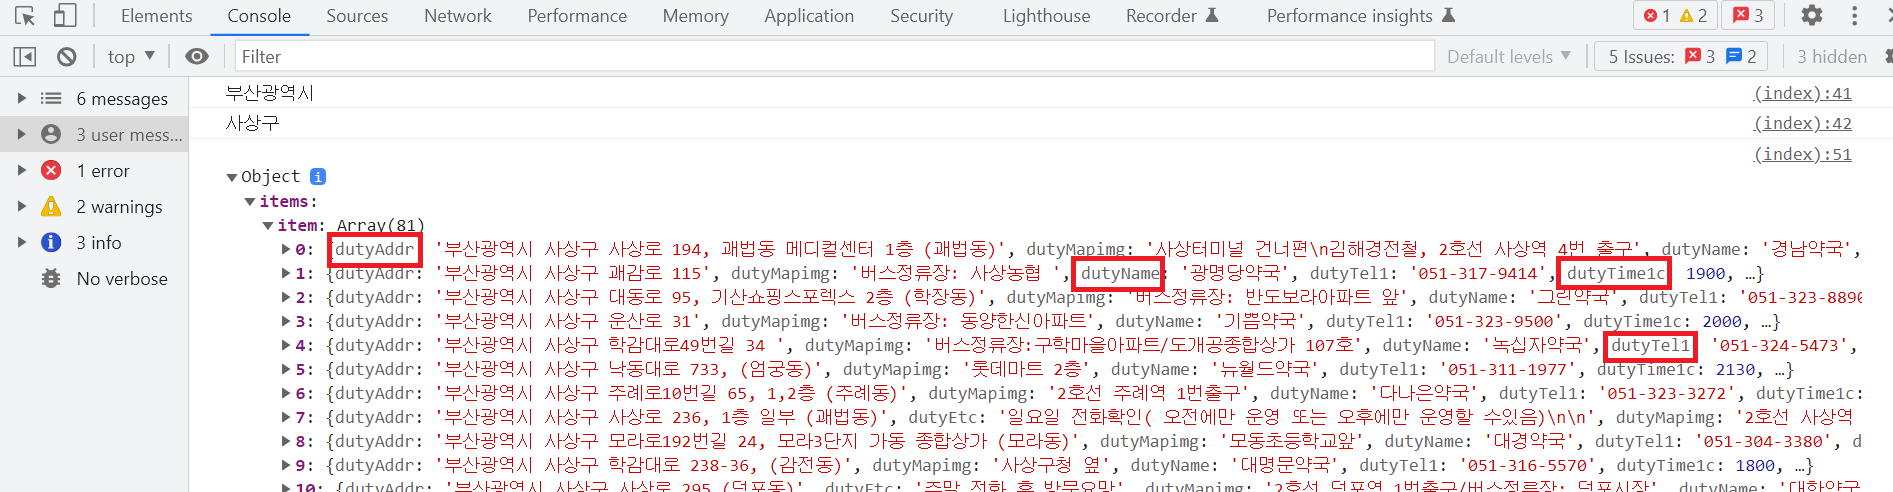 Elements Console Sources Network Performance Memory Application Security Lighthouse Recorder Performance insights 1 2 3
top ▼ Filter Default levels ▼ 5 Issues: 3 2 3 hidden
6 messages
3 user mess...
1 error
2 warnings
3 info
No verbose
부산광역시 (index):41
사상구 (index):42
(index):51
▼Object i
▼items:
▼item: Array(81)
▶0: {dutyAddr: '부산광역시 사상구 사상로 194, 괘법동 메디컬센터 1층 (괘법동)', dutyMapimg: '사상터미널 건너편\n김해경전철, 2호선 사상역 4번 출구', dutyName: '경남약국',
▶1: {dutyAddr: '부산광역시 사상구 괘감로 115', dutyMapimg: '버스정류장: 사상농협 ', dutyName: '광명당약국', dutyTel1: '051-317-9414', dutyTime1c: 1900, …}
▶2: {dutyAddr: '부산광역시 사상구 대동로 95, 기산쇼핑스포렉스 2층 (학장동)', dutyMapimg: '버스정류장: 반도보라아파트 앞', dutyName: '그린약국', dutyTel1: '051-323-8890
▶3: {dutyAddr: '부산광역시 사상구 운산로 31', dutyMapimg: '버스정류장: 동양한신아파트', dutyName: '기쁨약국', dutyTel1: '051-323-9500', dutyTime1c: 2000, …}
▶4: {dutyAddr: '부산광역시 사상구 학감대로49번길 34 ', dutyMapimg: '버스정류장:구학마을아파트/도개공종합상가 107호', dutyName: '녹십자약국', dutyTel1: '051-324-5473',
▶5: {dutyAddr: '부산광역시 사상구 낙동대로 733, (엄궁동)', dutyMapimg: '롯데마트 2층', dutyName: '뉴월드약국', dutyTel1: '051-311-1977', dutyTime1c: 2130, …}
▶6: {dutyAddr: '부산광역시 사상구 주례로10번길 65, 1,2층 (주례동)', dutyMapimg: '2호선 주례역 1번출구', dutyName: '다나은약국', dutyTel1: '051-323-3272', dutyTime1c:
▶7: {dutyAddr: '부산광역시 사상구 사상로 236, 1층 일부 (괘법동)', dutyEtc: '일요일 전화확인( 오전에만 운영 또는 오후에만 운영할 수있음)\n\n', dutyMapimg: '2호선 사상역
▶8: {dutyAddr: '부산광역시 사상구 모라로192번길 24, 모라3단지 가동 종합상가 (모라동)', dutyMapimg: '모동초등학교앞', dutyName: '대경약국', dutyTel1: '051-304-3380', d
▶9: {dutyAddr: '부산광역시 사상구 학감대로 238-36, (감전동)', dutyMapimg: '사상구청 옆', dutyName: '대명문약국', dutyTel1: '051-316-5570', dutyTime1c: 1800, …}
▶10: {dutyAddr: '부산광역시 사상구 사상로 295 (덕포동)', dutyEtc: '주말 전화 후 방문요망', dutyMapimg: '2호선 덕포역 1번출구/버스정류장: 덕포시장', dutyName: '대한약국